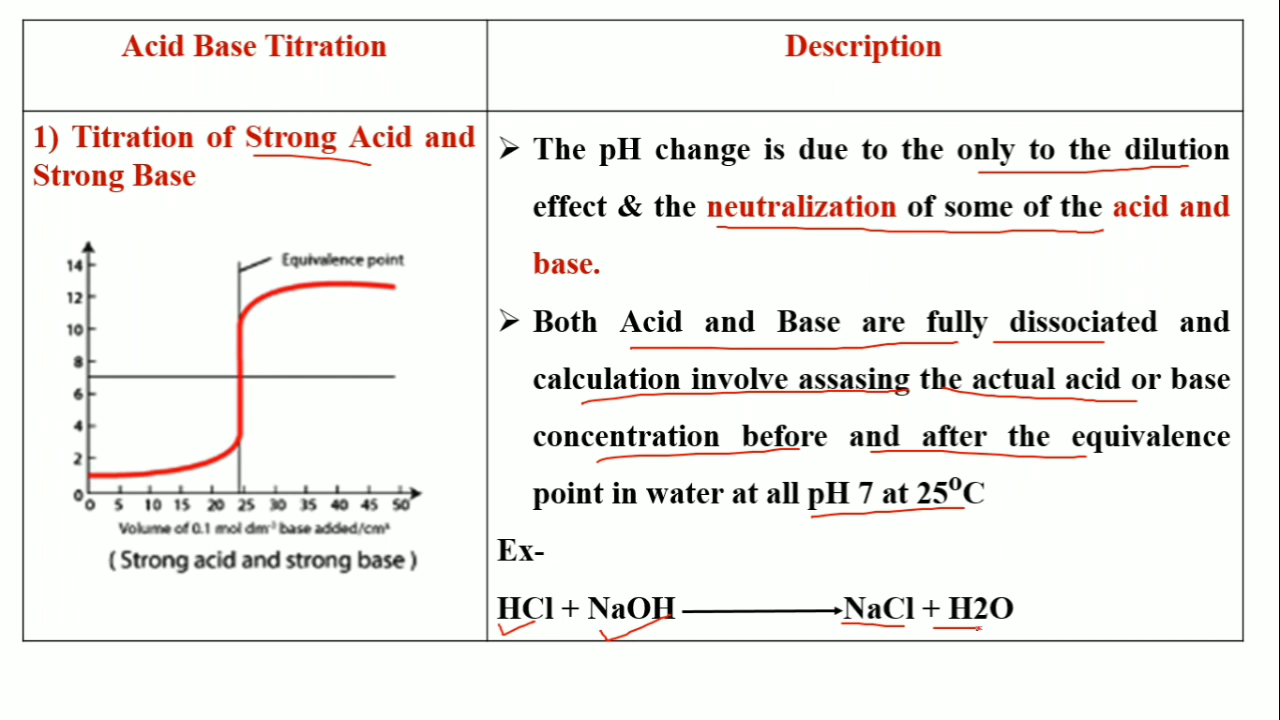 Acid Base Titration
Description
1) Titration of Strong Acid and
Strong Base
14
12
10
8
6
4
2
0
Equivalence point
0 5 10 15 20 25 30 35 40 45 50
Volume of 0.1 mol dm⁻³ base added/cm³
( Strong acid and strong base )
➢ The pH change is due to the only to the dilution
effect & the neutralization of some of the acid and
base.
➢ Both Acid and Base are fully dissociated and
calculation involve assasing the actual acid or base
concentration before and after the equivalence
point in water at all pH 7 at 25⁰C
Ex-
HCl + NaOH ⟶ NaCl + H2O